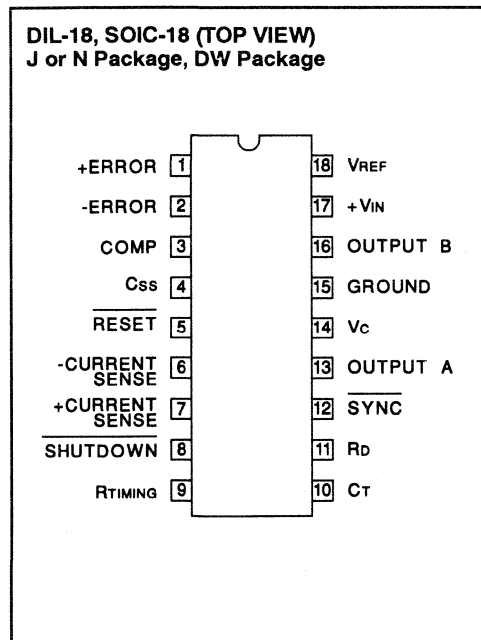 DIL-18, SOIC-18 (TOP VIEW)
J or N Package, DW Package
+ERROR 1
-ERROR 2
COMP 3
CSS 4
RESET 5
-CURRENT SENSE 6
+CURRENT SENSE 7
SHUTDOWN 8
RTIMING 9
18 VREF
17 +VIN
16 OUTPUT B
15 GROUND
14 VC
13 OUTPUT A
12 SYNC
11 RD
10 CT